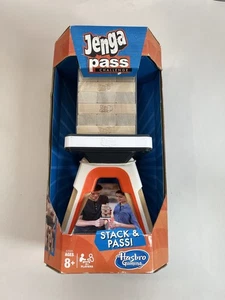 Jenga
pass
CHALLENGE
STACK &
PASS!
AGES
8+
Hasbro
Gaming